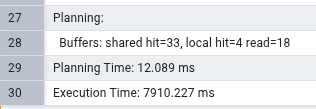 27 Planning:
28 Buffers: shared hit=33, local hit=4 read=18
29 Planning Time: 12.089 ms
30 Execution Time: 7910.227 ms